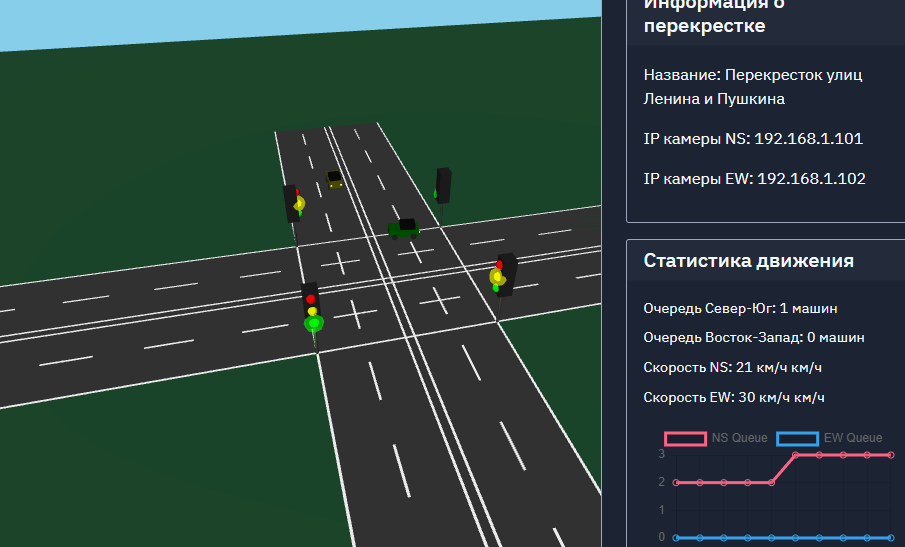 Информация о
перекрестке
Название: Перекресток улиц
Ленина и Пушкина
IP камеры NS: 192.168.1.101
IP камеры EW: 192.168.1.102
Статистика движения
Очередь Север-Юг: 1 машин
Очередь Восток-Запад: 0 машин
Скорость NS: 21 км/ч км/ч
Скорость EW: 30 км/ч км/ч
NS Queue EW Queue
3
2
1
0